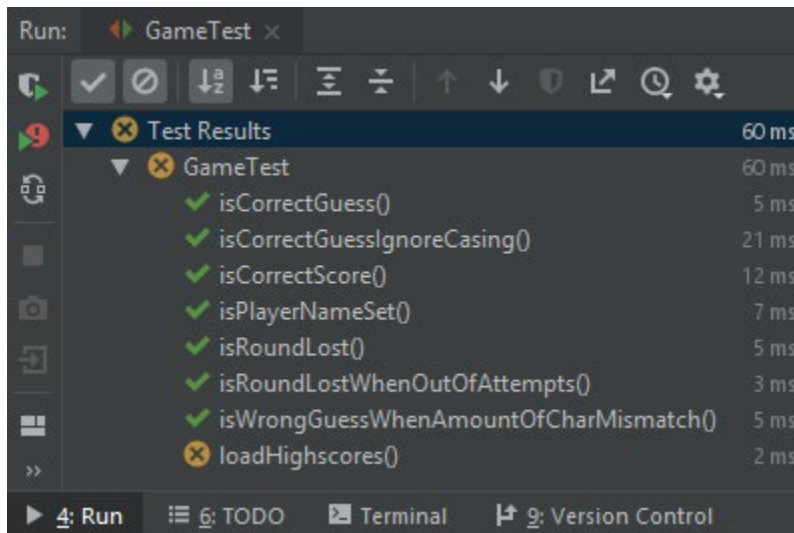 Run: GameTest
Test Results 60 ms
GameTest 60 ms
isCorrectGuess() 5 ms
isCorrectGuessIgnoreCasing() 21 ms
isCorrectScore() 12 ms
isPlayerNameSet() 7 ms
isRoundLost() 5 ms
isRoundLostWhenOutOfAttempts() 3 ms
isWrongGuessWhenAmountOfCharMismatch() 5 ms
loadHighscores() 2 ms
4: Run 6: TODO Terminal 9: Version Control